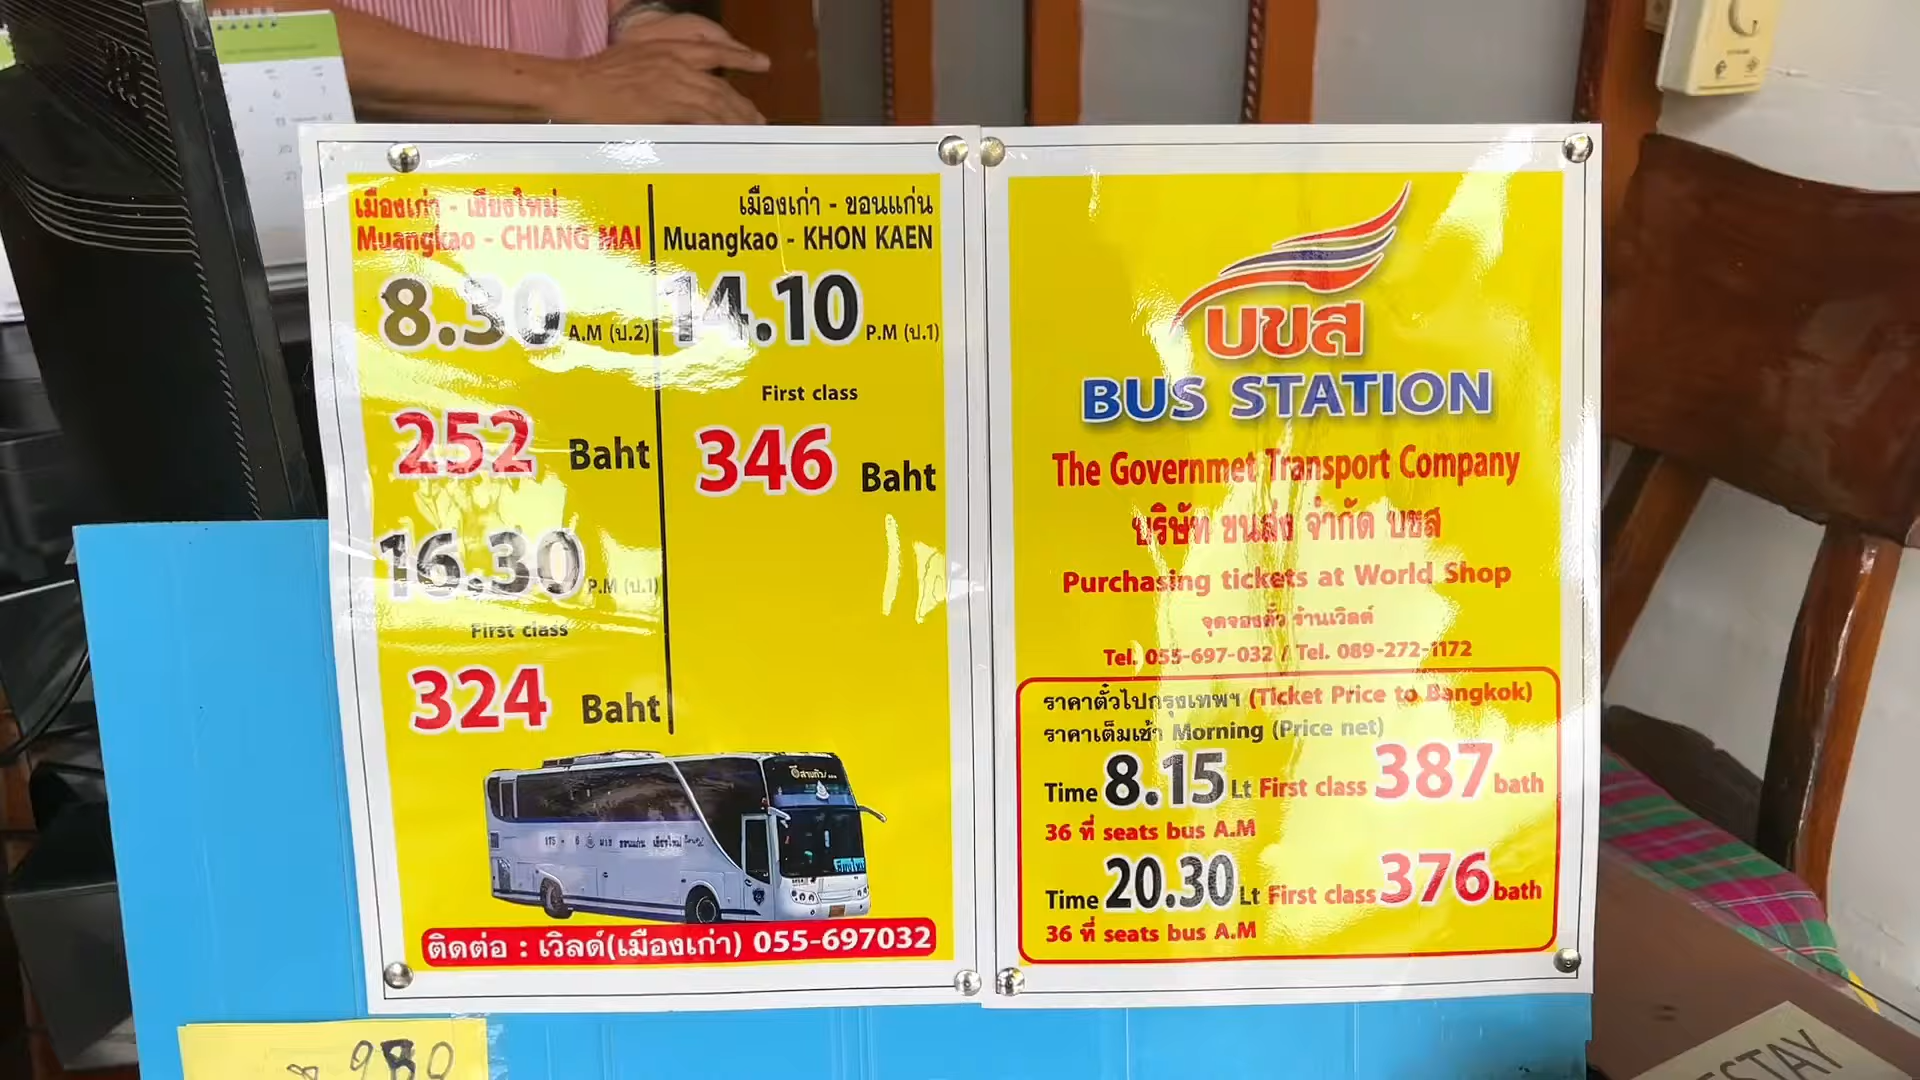 เมืองเก่า - เชียงใหม่
Muangkao - CHIANG MAI
8.30 A.M (ป.2)
252 Baht
16.30 P.M (ป.1)
First class
324 Baht
เมืองเก่า - ขอนแก่น
Muangkao - KHON KAEN
14.10 P.M (ป.1)
First class
346 Baht
ติดต่อ : เวิลด์(เมืองเก่า) 055-697032
บขส
BUS STATION
The Governmet Transport Company
บริษัท ขนส่ง จำกัด บขส
Purchasing tickets at World Shop
จุดจองตั๋ว ร้านเวิลด์
Tel. 055-697-032 / Tel. 089-272-1172
ราคาตั๋วไปกรุงเทพฯ (Ticket Price to Bangkok)
ราคาเต็มเช้า Morning (Price net)
Time 8.15 Lt First class 387 bath
36 ที่ seats bus A.M
Time 20.30 Lt First class 376 bath
36 ที่ seats bus A.M